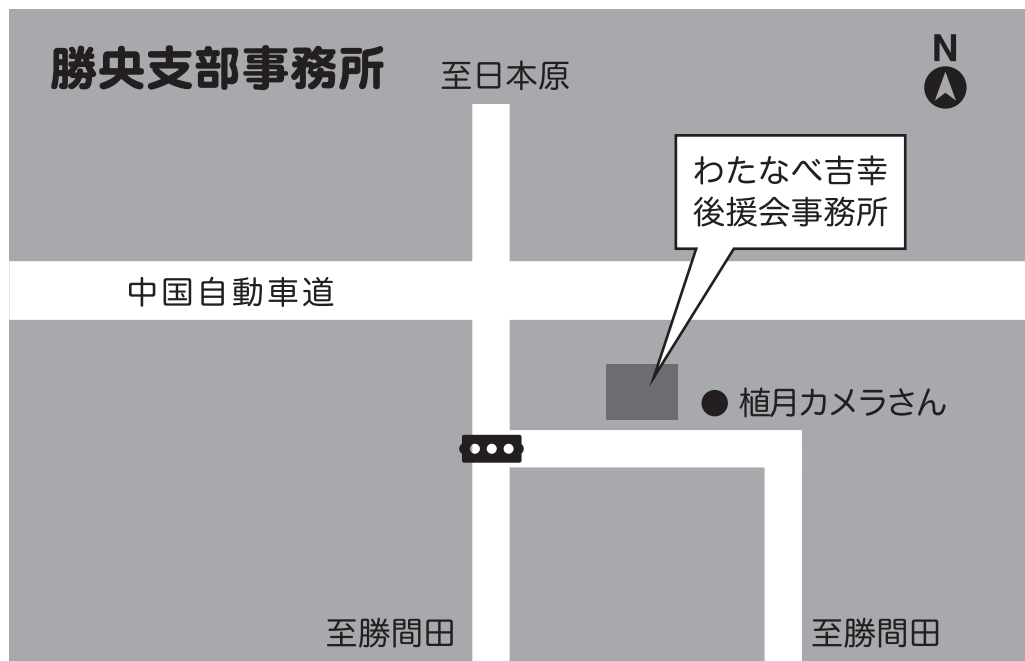 勝央支部事務所
至日本原
N
わたなべ吉幸
後援会事務所
中国自動車道
植月カメラさん
至勝間田
至勝間田